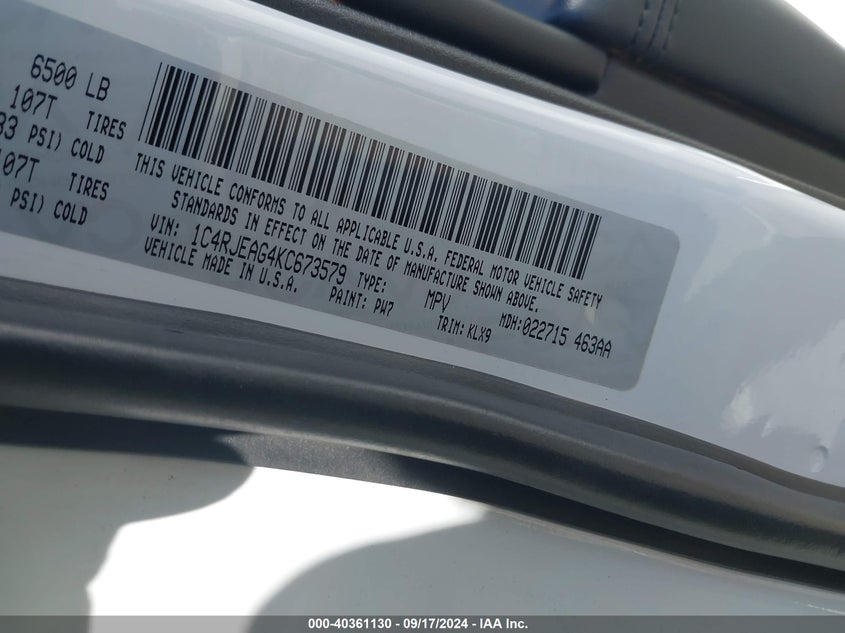 6500 LB
107T TIRES
33 PSI) COLD
107T TIRES
PSI) COLD
THIS VEHICLE CONFORMS TO ALL APPLICABLE U.S.A. FEDERAL MOTOR VEHICLE SAFETY
STANDARDS IN EFFECT ON THE DATE OF MANUFACTURE SHOWN ABOVE.
VIN: 1C4RJEAG4KC673579 TYPE: MPV MDH:022715 463AA
VEHICLE MADE IN U.S.A. PAINT: PW7 TRIM: KLX9
000-40361130 - 09/17/2024 - IAA Inc.